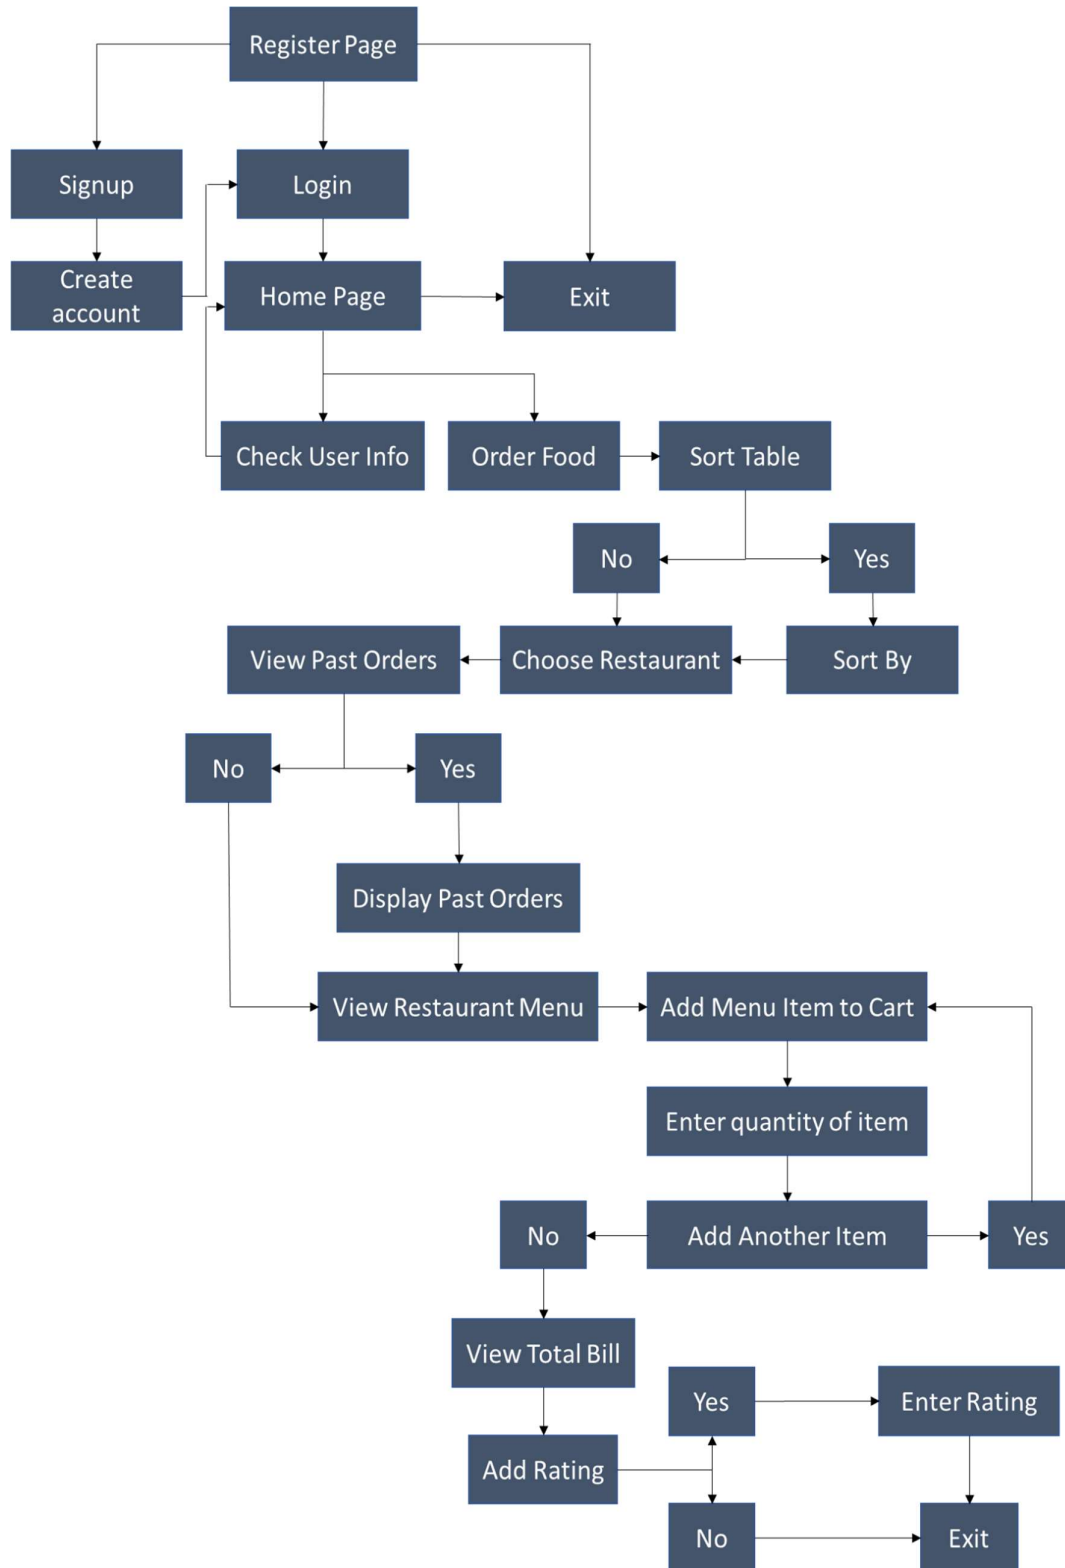 Register Page
Signup
Login
Create
account
Home Page
Exit
Check User Info
Order Food
Sort Table
No
Yes
View Past Orders
Choose Restaurant
Sort By
No
Yes
Display Past Orders
View Restaurant Menu
Add Menu Item to Cart
Enter quantity of item
No
Add Another Item
Yes
View Total Bill
Yes
Enter Rating
Add Rating
No
Exit